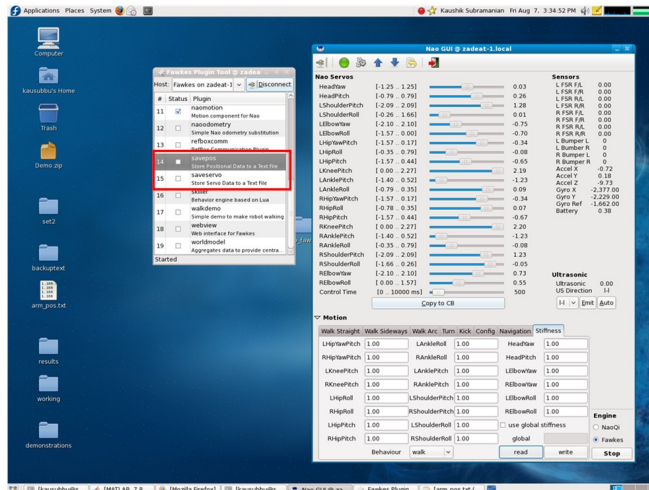 Applications Places System
Kaushik Subramanian Fri Aug 7, 3:34:52 PM
Computer
kausubbu's Home
Trash
Demo zip
set2
backuptext
arm_pos.txt
results
working
demonstrations
Fawkes Plugin Tool @ zadea
Host: Fawkes on zadeat-1 Disconnect
# Status Plugin
11 naomotion
Motion component for Nao
12 naoodometry
Simple Nao odometry substitution
13 refboxcomm
14 savepos
Store Positional Data to a Text file
15 saveservo
Store Servo Data to a Text file
16 skiller
Behavior engine based on Lua
17 walkdemo
Simple demo to make robot walking
18 webview
Web interface for Fawkes
19 worldmodel
Aggregates data to provide centra
Started
Nao GUI @ zadeat-1.local
Nao Servos
HeadYaw [-1.25 .. 1.25] 0.03
HeadPitch [-0.79 .. 0.79] 0.26
LShoulderPitch [-2.09 .. 2.09] 1.28
LShoulderRoll [-0.26 .. 1.66] 0.01
LElbowYaw [-2.10 .. 2.10] -0.75
LElbowRoll [-1.57 .. 0.00] -0.70
LHipYawPitch [-1.57 .. 0.17] -0.34
LHipRoll [-0.35 .. 0.79] -0.08
LHipPitch [-1.57 .. 0.44] -0.65
LKneePitch [ 0.00 .. 2.27] 2.19
LAnklePitch [-1.40 .. 0.52] -1.23
LAnkleRoll [-0.79 .. 0.35] 0.09
RHipYawPitch [-1.57 .. 0.17] -0.34
RHipRoll [-0.78 .. 0.35] 0.07
RHipPitch [-1.57 .. 0.44] -0.67
RKneePitch [ 0.00 .. 2.27] 2.20
RAnklePitch [-1.40 .. 0.52] -1.23
RAnkleRoll [-0.35 .. 0.79] -0.08
RShoulderPitch [-2.09 .. 2.09] 1.23
RShoulderRoll [-1.66 .. 0.26] -0.05
RElbowYaw [-2.10 .. 2.10] 0.73
RElbowRoll [ 0.00 .. 1.57] 0.55
Control Time [0 .. 10000 ms] 500
Copy to CB
Sensors
L FSR F/L 0.00
L FSR F/R 0.00
L FSR R/L 0.00
L FSR R/R 0.00
R FSR F/L 0.00
R FSR F/R 0.00
R FSR R/L 0.00
R FSR R/R 0.00
L Bumper L 0
L Bumper R 0
R Bumper L 0
R Bumper R 0
Accel X -0.72
Accel Y 0.18
Accel Z -9.73
Gyro X -2,377.00
Gyro Y -2,229.00
Gyro Ref -1,662.00
Battery 0.38
Ultrasonic
Ultrasonic 0.00
US Direction l-l
l-l Emit Auto
Motion
Walk Straight Walk Sideways Walk Arc Turn Kick Config Navigation Stiffness
LHipYawPitch 1.00 LAnkleRoll 1.00 HeadYaw 1.00
RHipYawPitch 1.00 RAnkleRoll 1.00 HeadPitch 1.00
LKneePitch 1.00 LAnklePitch 1.00 LElbowYaw 1.00
RKneePitch 1.00 RAnklePitch 1.00 RElbowYaw 1.00
LHipRoll 1.00 LShoulderPitch 1.00 LElbowRoll 1.00
RHipRoll 1.00 RShoulderPitch 1.00 RElbowRoll 1.00
LHipPitch 1.00 LShoulderRoll 1.00 use global stiffness
RHipPitch 1.00 RShoulderRoll 1.00 global
Behaviour walk read write
Engine
NaoQi
Fawkes
Stop